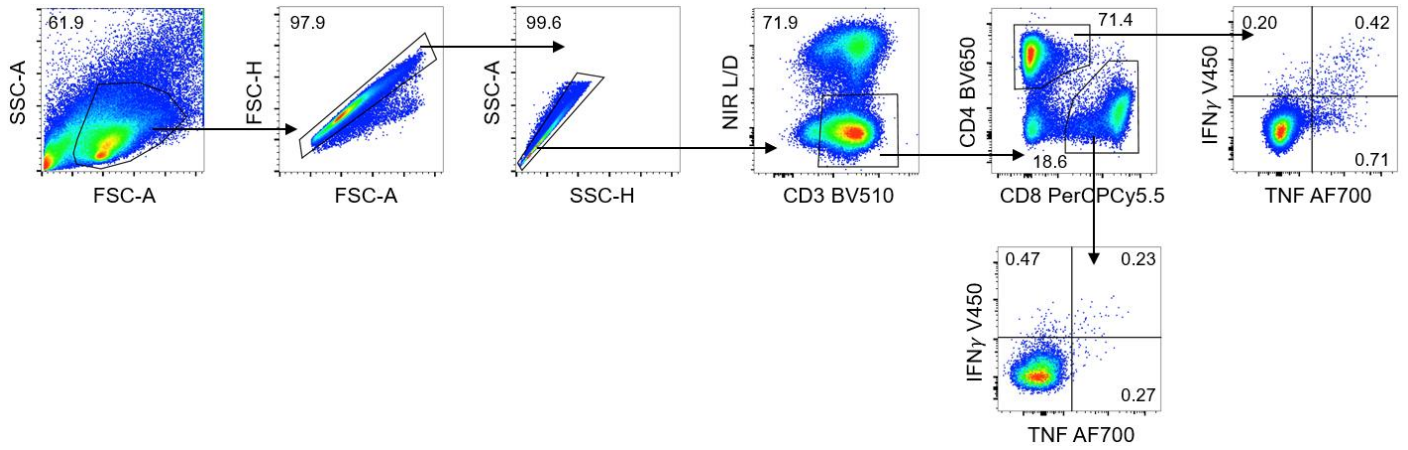 61.9
SSC-A
FSC-A
97.9
FSC-H
FSC-A
99.6
SSC-A
SSC-H
71.9
NIR L/D
CD3 BV510
71.4
CD4 BV650
18.6
CD8 PerCPCy5.5
0.20
0.42
IFNγ V450
0.71
TNF AF700
0.47
0.23
IFNγ V450
0.27
TNF AF700